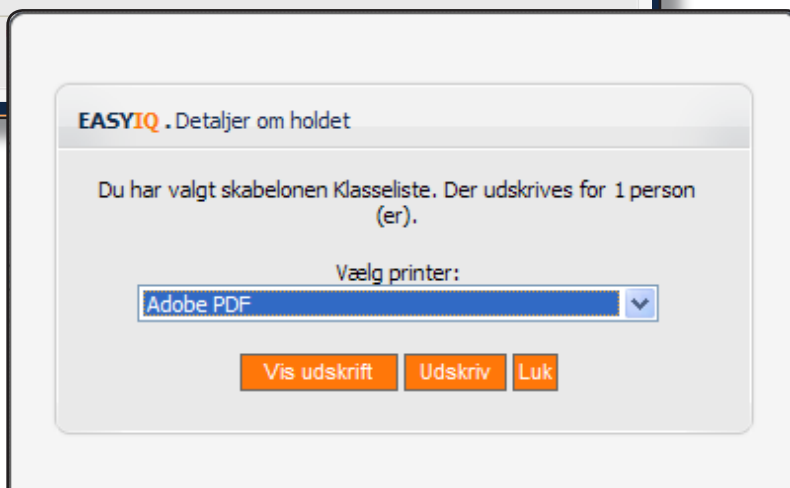 EASYIQ . Detaljer om holdet
Du har valgt skabelonen Klasseliste. Der udskrives for 1 person
(er).
Vælg printer:
Adobe PDF
Vis udskrift Udskriv Luk